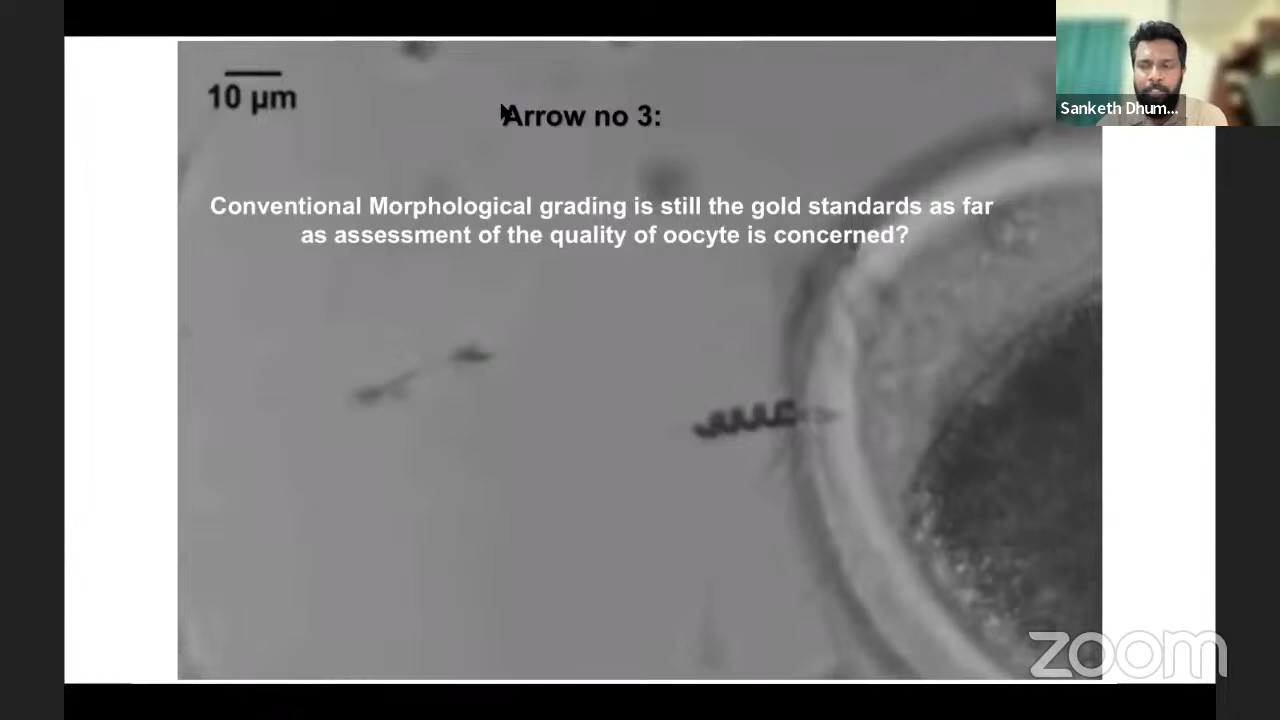 10 µm
Arrow no 3:
Conventional Morphological grading is still the gold standards as far
as assessment of the quality of oocyte is concerned?
Sanketh Dhum...
zoom